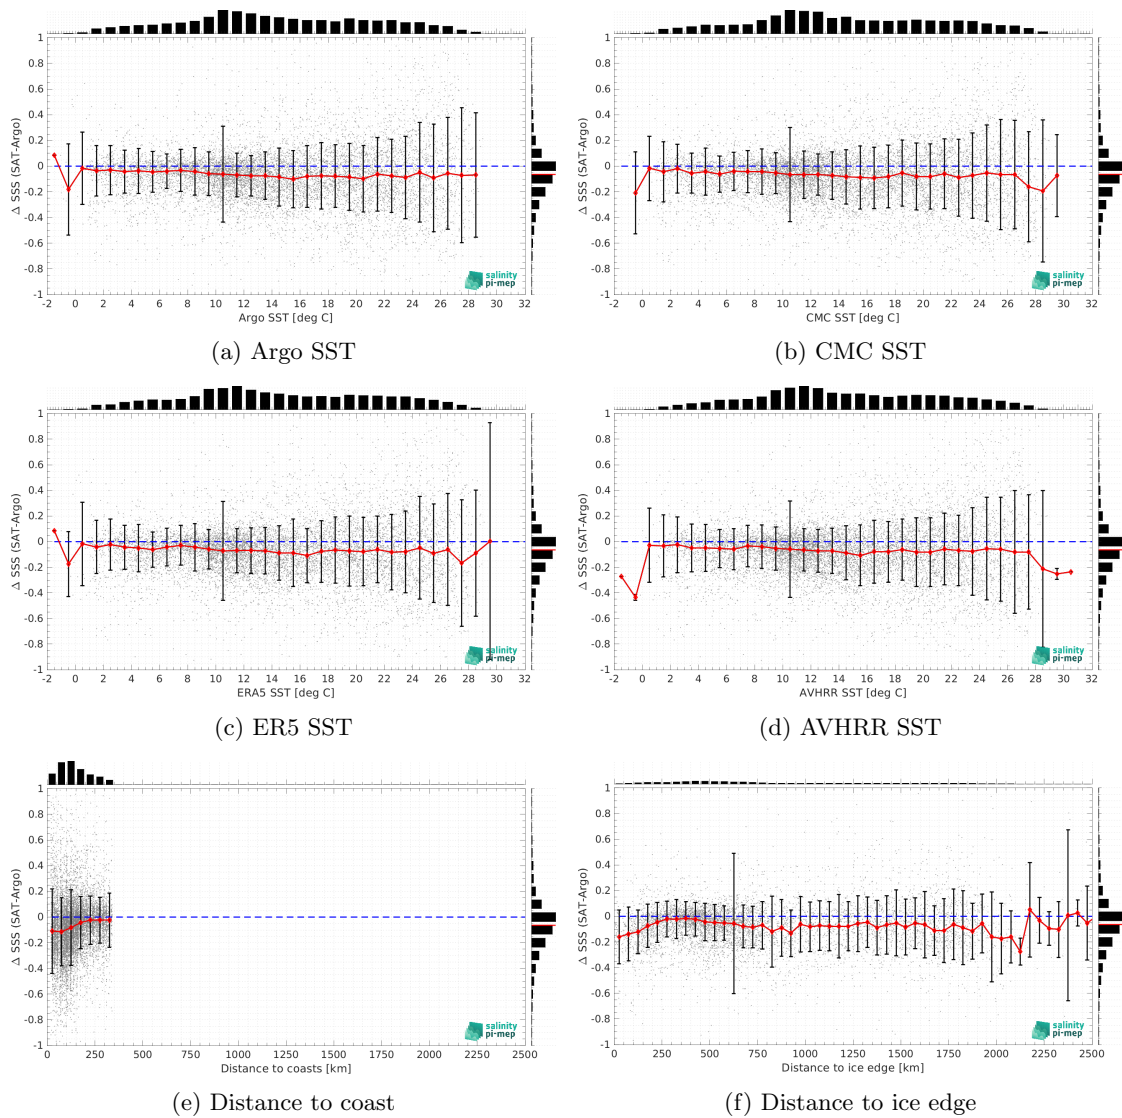 1
0.8
0.6
0.4
0.2
0
-0.2
-0.4
-0.6
-0.8
-1
Δ SSS (SAT-Argo)
salinity
pi-mep
-2 0 2 4 6 8 10 12 14 16 18 20 22 24 26 28 30 32
Argo SST [deg C]
(a) Argo SST
1
0.8
0.6
0.4
0.2
0
-0.2
-0.4
-0.6
-0.8
-1
Δ SSS (SAT-Argo)
salinity
pi-mep
-2 0 2 4 6 8 10 12 14 16 18 20 22 24 26 28 30 32
CMC SST [deg C]
(b) CMC SST
1
0.8
0.6
0.4
0.2
0
-0.2
-0.4
-0.6
-0.8
-1
Δ SSS (SAT-Argo)
salinity
pi-mep
-2 0 2 4 6 8 10 12 14 16 18 20 22 24 26 28 30 32
ERA5 SST [deg C]
(c) ER5 SST
1
0.8
0.6
0.4
0.2
0
-0.2
-0.4
-0.6
-0.8
-1
Δ SSS (SAT-Argo)
salinity
pi-mep
-2 0 2 4 6 8 10 12 14 16 18 20 22 24 26 28 30 32
AVHRR SST [deg C]
(d) AVHRR SST
1
0.8
0.6
0.4
0.2
0
-0.2
-0.4
-0.6
-0.8
-1
Δ SSS (SAT-Argo)
salinity
pi-mep
0 250 500 750 1000 1250 1500 1750 2000 2250 2500
Distance to coasts [km]
(e) Distance to coast
1
0.8
0.6
0.4
0.2
0
-0.2
-0.4
-0.6
-0.8
-1
Δ SSS (SAT-Argo)
salinity
pi-mep
0 250 500 750 1000 1250 1500 1750 2000 2250 2500
Distance to ice edge [km]
(f) Distance to ice edge